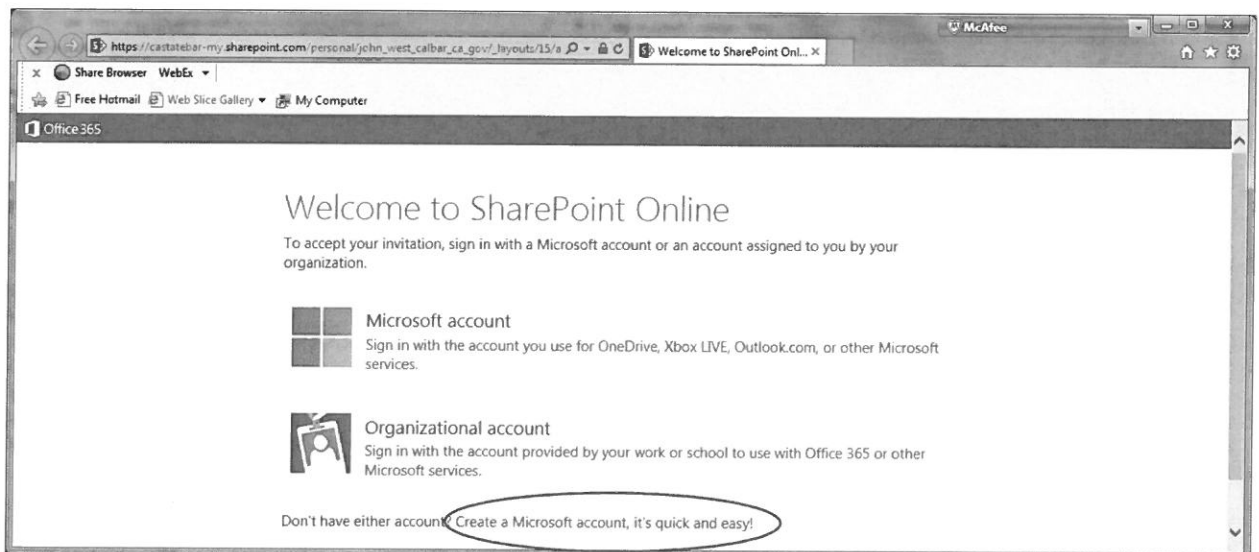 McAfee
https://castatebar-my.sharepoint.com/personal/john_west_calbar_ca_gov/_layouts/15/a
Welcome to SharePoint Onl...
x Share Browser WebEx
Free Hotmail Web Slice Gallery My Computer
Office 365
Welcome to SharePoint Online
To accept your invitation, sign in with a Microsoft account or an account assigned to you by your
organization.
Microsoft account
Sign in with the account you use for OneDrive, Xbox LIVE, Outlook.com, or other Microsoft
services.
Organizational account
Sign in with the account provided by your work or school to use with Office 365 or other
Microsoft services.
Don't have either account? Create a Microsoft account, it's quick and easy!